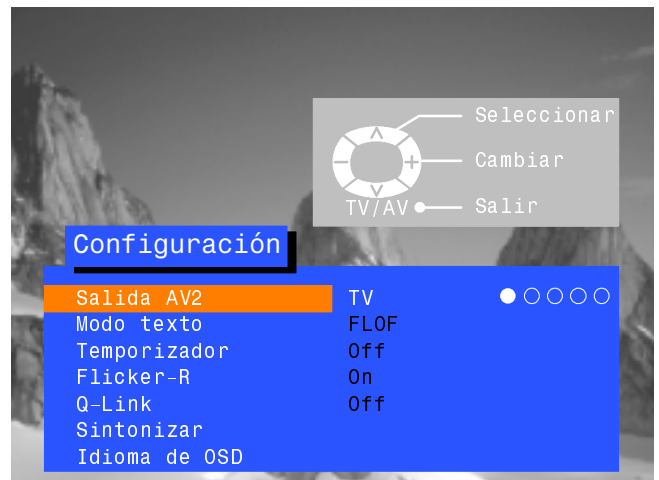 Seleccionar
Cambiar
TV/AV Salir
Configuración
Salida AV2 TV
Modo texto FLOF
Temporizador Off
Flicker-R On
Q-Link Off
Sintonizar
Idioma de OSD